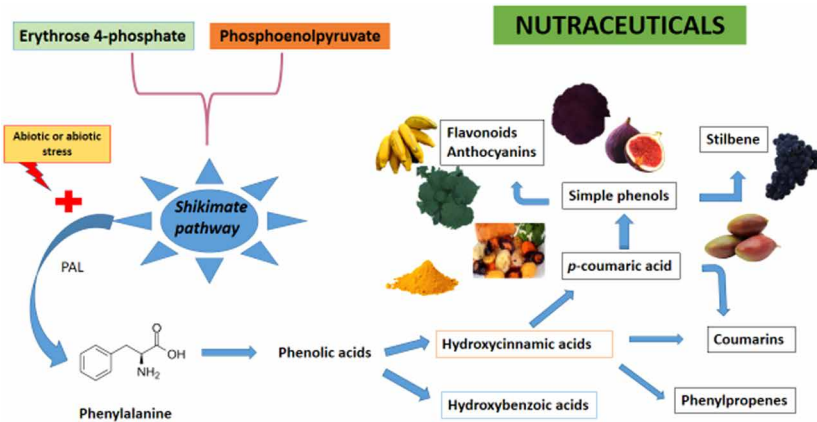 NUTRACEUTICALS
Erythrose 4-phosphate
Phosphoenolpyruvate
Abiotic or abiotic
stress
Shikimate
pathway
PAL
O
OH
NH2
Phenylalanine
Phenolic acids
Hydroxycinnamic acids
Hydroxybenzoic acids
p-coumaric acid
Simple phenols
Flavonoids
Anthocyanins
Stilbene
Coumarins
Phenylpropenes